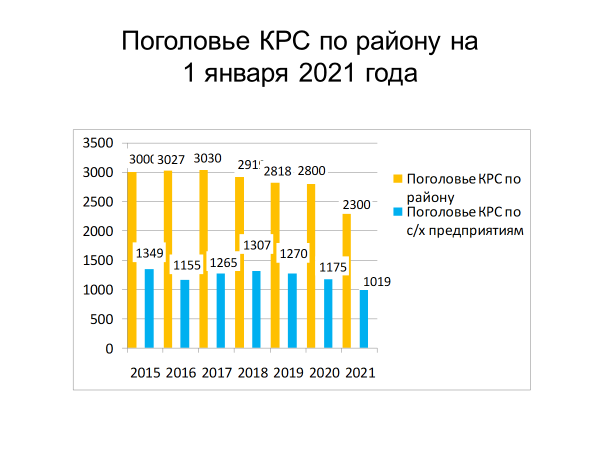 Поголовье КРС по району на
1 января 2021 года
3500
3000
2500
2000
1500
1000
500
0
3000 3027 3030 2818 2800 2300
1349 1155 1265 1307 1270 1175 1019
2015 2016 2017 2018 2019 2020 2021
Поголовье КРС по
району
Поголовье КРС по
с/х предприятиям